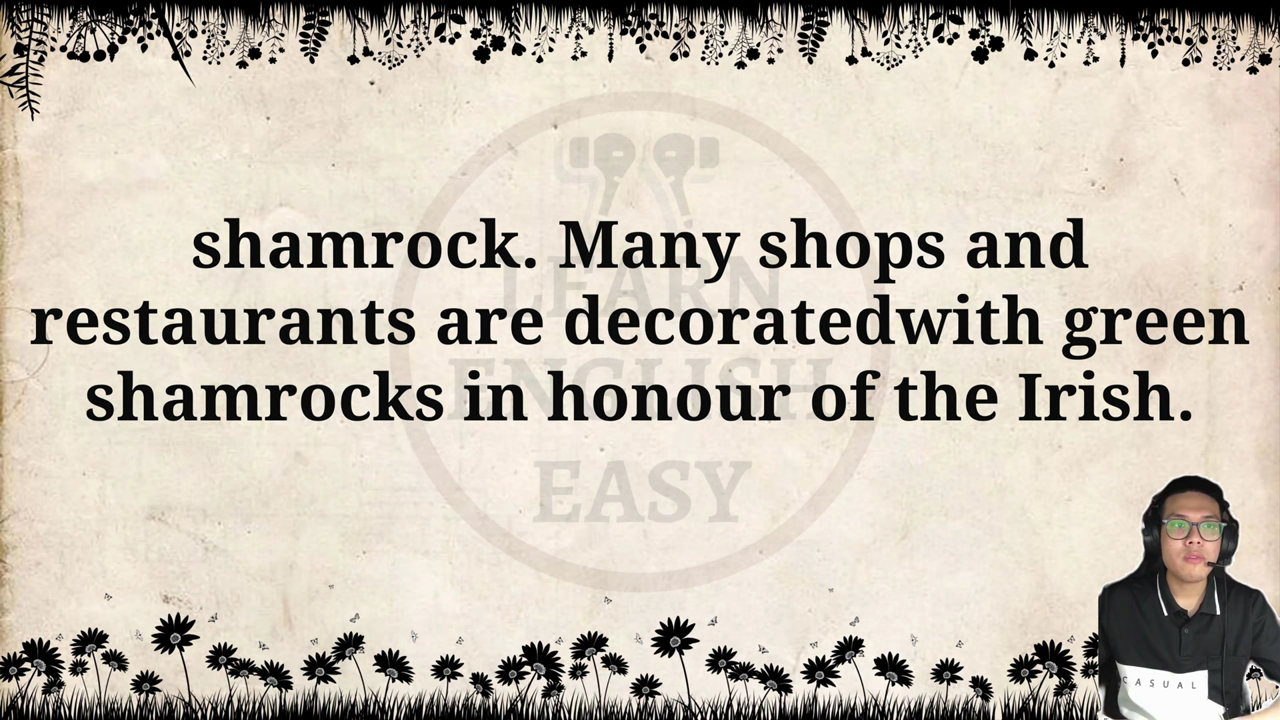 shamrock. Many shops and
restaurants are decoratedwith green
shamrocks in honour of the Irish.
LEARN
ENGLISH
EASY
CASUAL